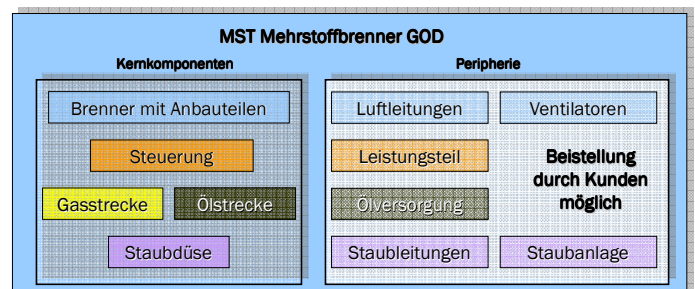 MST Mehrstoffbrenner GOD
Kernkomponenten
Brenner mit Anbauteilen
Steuerung
Gasstrecke Ölstrecke
Staubdüse
Peripherie
Luftleitungen Ventilatoren
Leistungsteil
Ölversorgung
Beistellung
durch Kunden
möglich
Staubleitungen Staubanlage